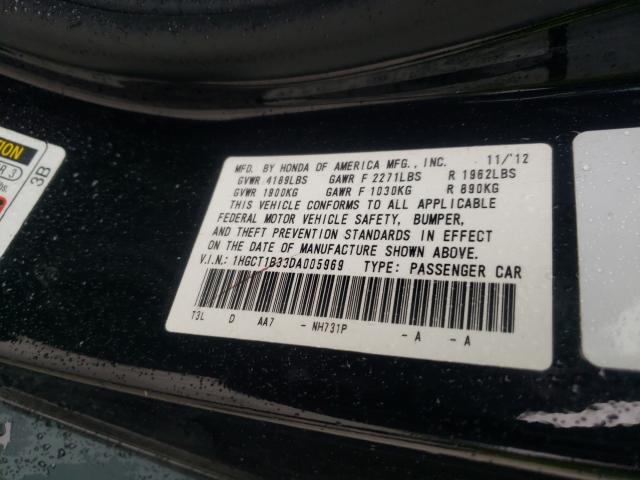 MFD. BY HONDA OF AMERICA MFG., INC. 11/'12
GVWR 4189LBS GAWR F 2271LBS R 1962LBS
GVWR 1900KG GAWR F 1030KG R 890KG
THIS VEHICLE CONFORMS TO ALL APPLICABLE
FEDERAL MOTOR VEHICLE SAFETY, BUMPER,
AND THEFT PREVENTION STANDARDS IN EFFECT
ON THE DATE OF MANUFACTURE SHOWN ABOVE.
V.I.N.: 1HGCT1B33DA005969 TYPE: PASSENGER CAR
T3L D AA7 - NH731P - A - A
3B